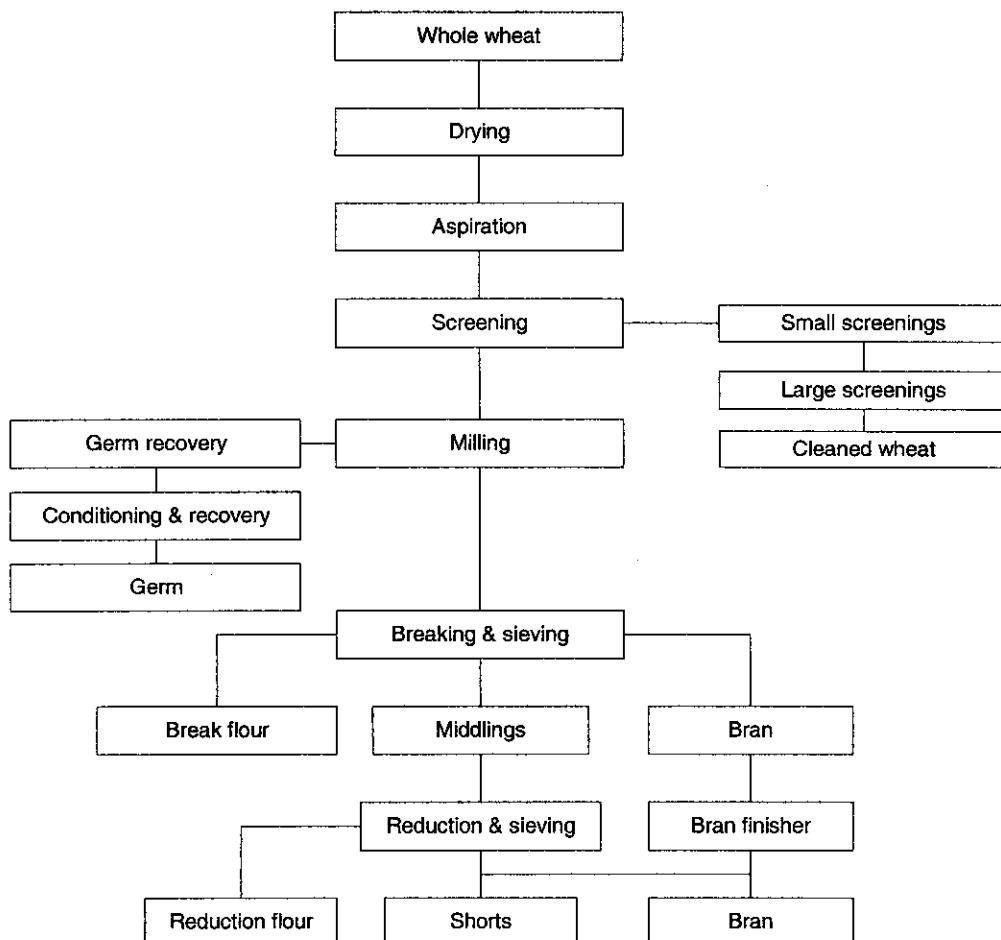 Whole wheat
Drying
Aspiration
Screening
Small screenings
Large screenings
Germ recovery
Milling
Cleaned wheat
Conditioning & recovery
Germ
Breaking & sieving
Break flour
Middlings
Bran
Reduction & sieving
Bran finisher
Reduction flour
Shorts
Bran